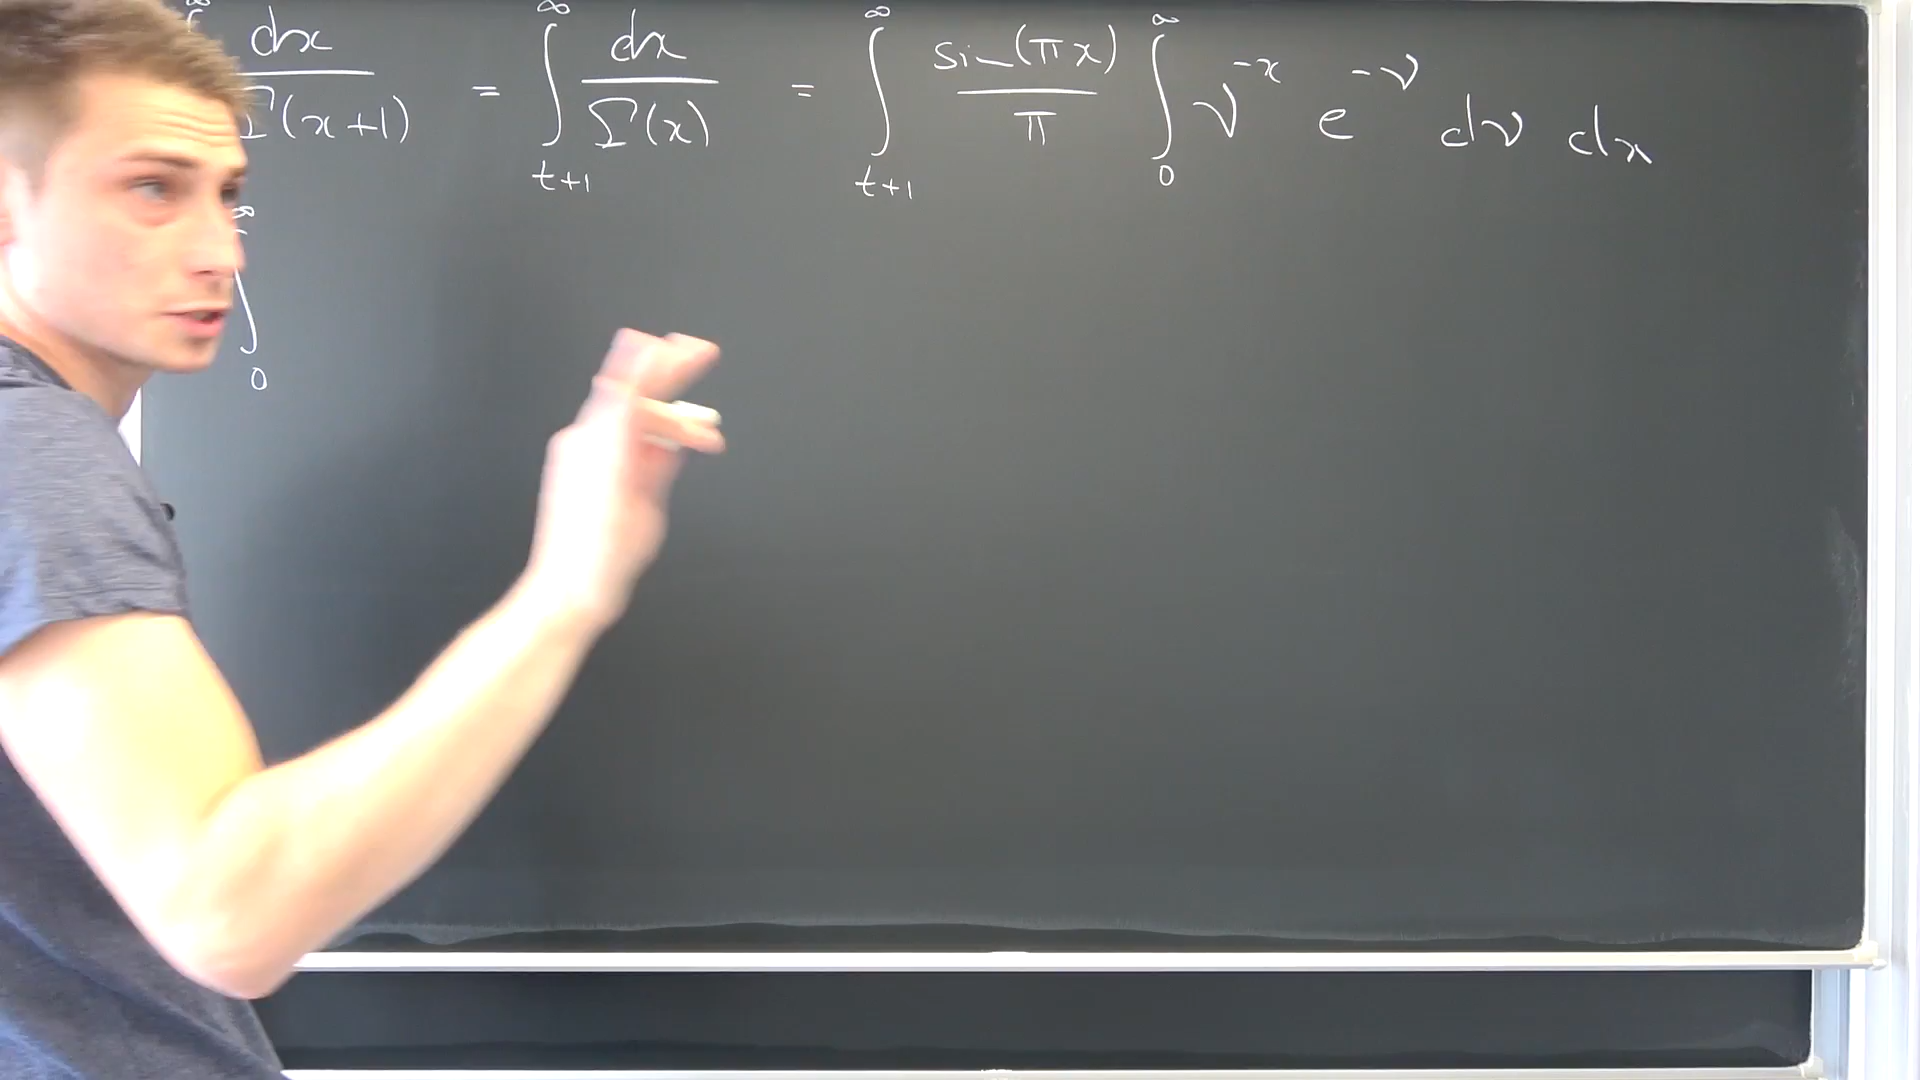 ∫^∞ dx/Γ(x+1) = ∫_{t+1}^∞ dx/Γ(x) = ∫_{t+1}^∞ sin(πx)/π ∫_0^∞ ν^{-x} e^{-ν} dν dx
∫_0^∞